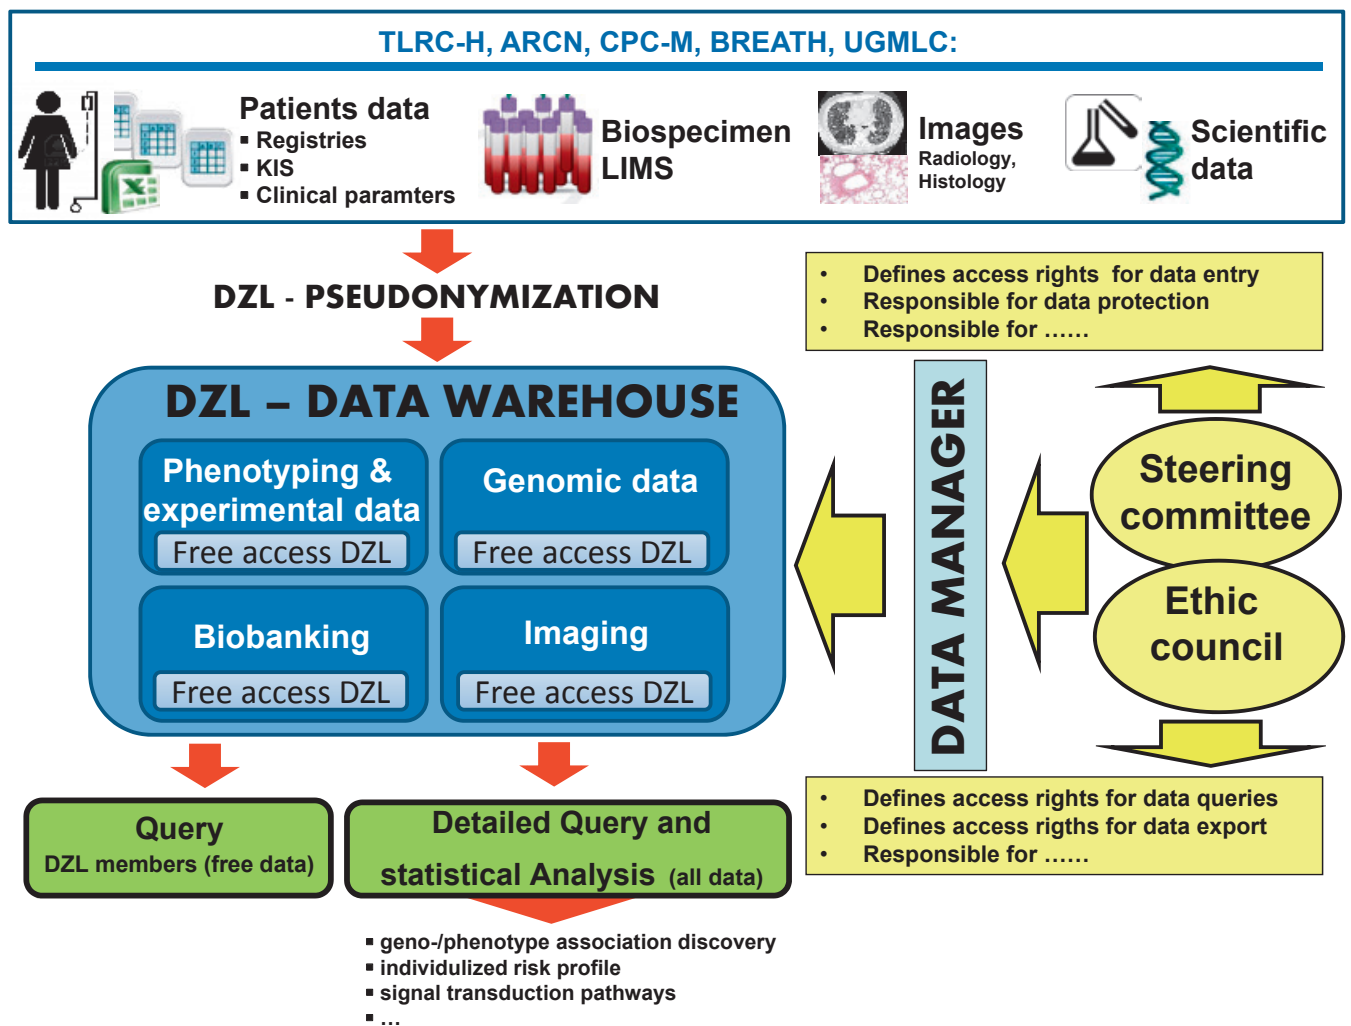 TLRC-H, ARCN, CPC-M, BREATH, UGMLC:
Patients data
▪ Registries
▪ KIS
▪ Clinical paramters
Biospecimen
LIMS
Images
Radiology,
Histology
Scientific
data
DZL - PSEUDONYMIZATION
• Defines access rights for data entry
• Responsible for data protection
• Responsible for ......
DZL – DATA WAREHOUSE
Phenotyping &
experimental data
Free access DZL
Genomic data
Free access DZL
Biobanking
Free access DZL
Imaging
Free access DZL
DATA MANAGER
Steering
committee
Ethic
council
• Defines access rights for data queries
• Defines access rigths for data export
• Responsible for ......
Query
DZL members (free data)
Detailed Query and
statistical Analysis (all data)
▪ geno-/phenotype association discovery
▪ individulized risk profile
▪ signal transduction pathways
▪ ...